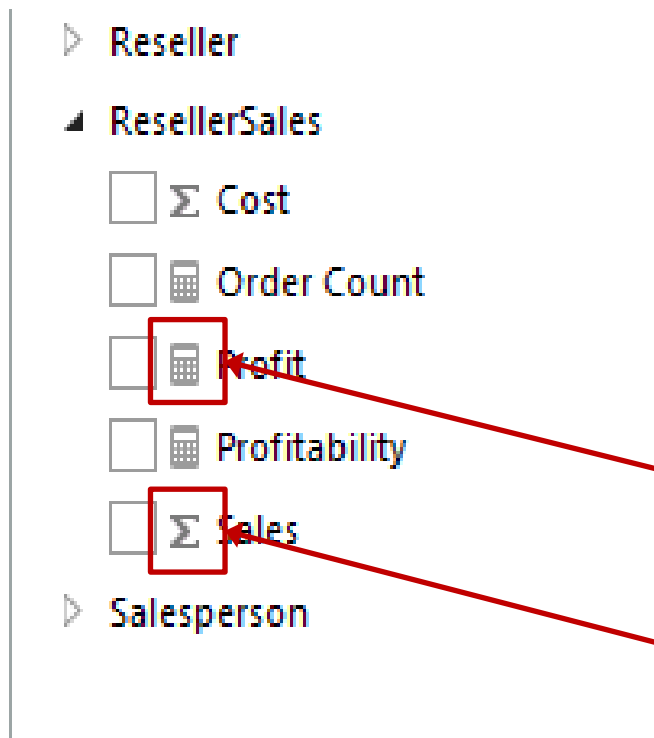 Reseller
ResellerSales
Σ Cost
Order Count
Profit
Profitability
Σ Sales
Salesperson